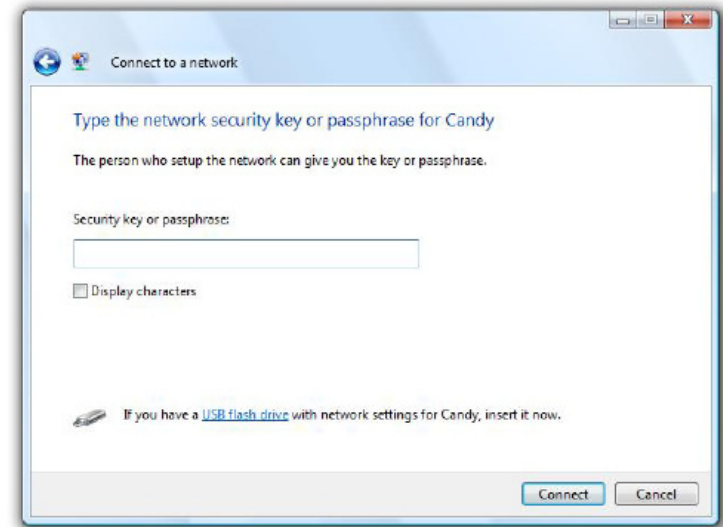 Connect to a network
Type the network security key or passphrase for Candy
The person who setup the network can give you the key or passphrase.
Security key or passphrase:
Display characters
If you have a USB flash drive with network settings for Candy, insert it now.
Connect Cancel